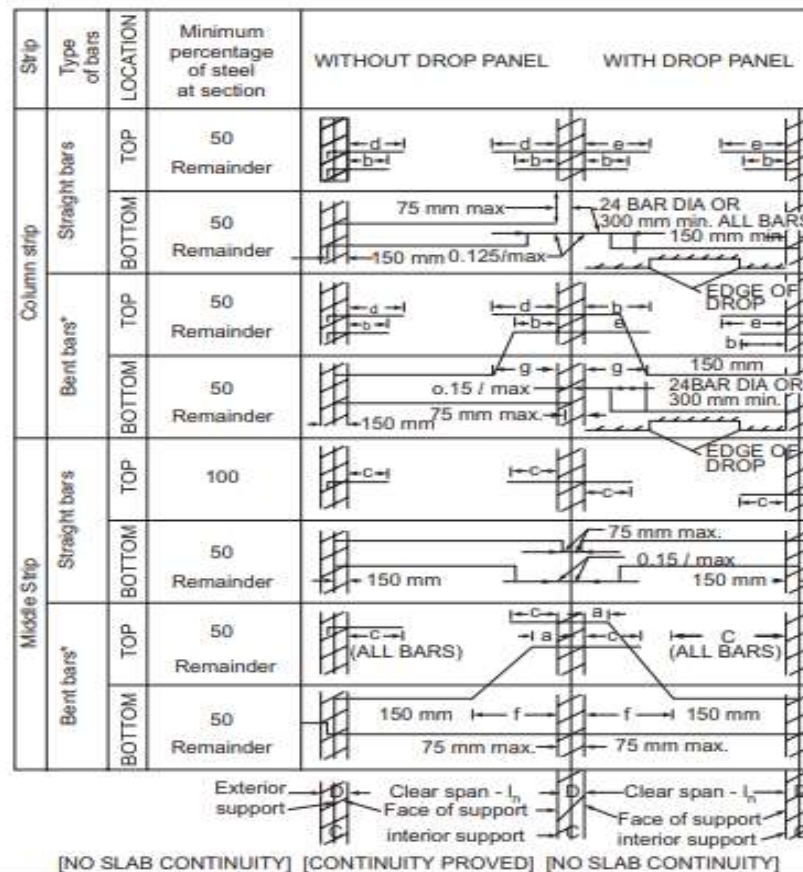 Strip
Type of bars
LOCATION
Minimum
percentage
of steel
at section
WITHOUT DROP PANEL
WITH DROP PANEL
Column strip
Straight bars
TOP
50
Remainder
d
b
d
b
e
b
e
b
BOTTOM
50
Remainder
75 mm max
24 BAR DIA OR
300 mm min. ALL BARS
150 mm min
150 mm 0.125/max
EDGE OF
DROP
Bent bars*
TOP
50
Remainder
d
b
d
b
b
e
e
b
BOTTOM
50
Remainder
g
g
150 mm
o.15 / max
24BAR DIA OR
300 mm min.
75 mm max.
150 mm
EDGE OF
DROP
Middle Strip
Straight bars
TOP
100
c
c
c
c
BOTTOM
50
Remainder
75 mm max.
0.15 / max
150 mm
150 mm
Bent bars*
TOP
50
Remainder
c
(ALL BARS)
c
a
a
c
C
(ALL BARS)
BOTTOM
50
Remainder
150 mm
f
f
150 mm
75 mm max.
75 mm max.
Exterior
support
D
C
Clear span - ln
Face of support
interior support
D
C
Clear span - ln
Face of support
interior support
[NO SLAB CONTINUITY] [CONTINUITY PROVED] [NO SLAB CONTINUITY]